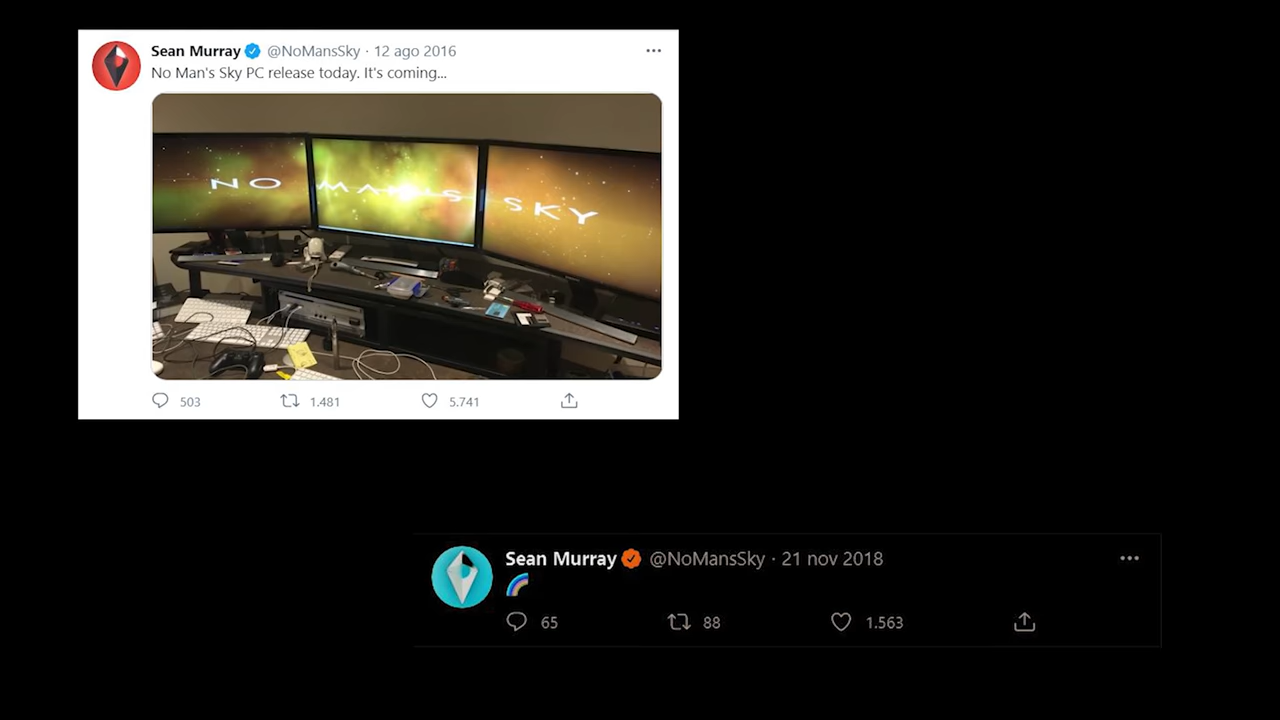 Sean Murray @NoMansSky · 12 ago 2016
No Man's Sky PC release today. It's coming...
NO MAN'S SKY
503 1.481 5.741
Sean Murray @NoMansSky · 21 nov 2018
65 88 1.563